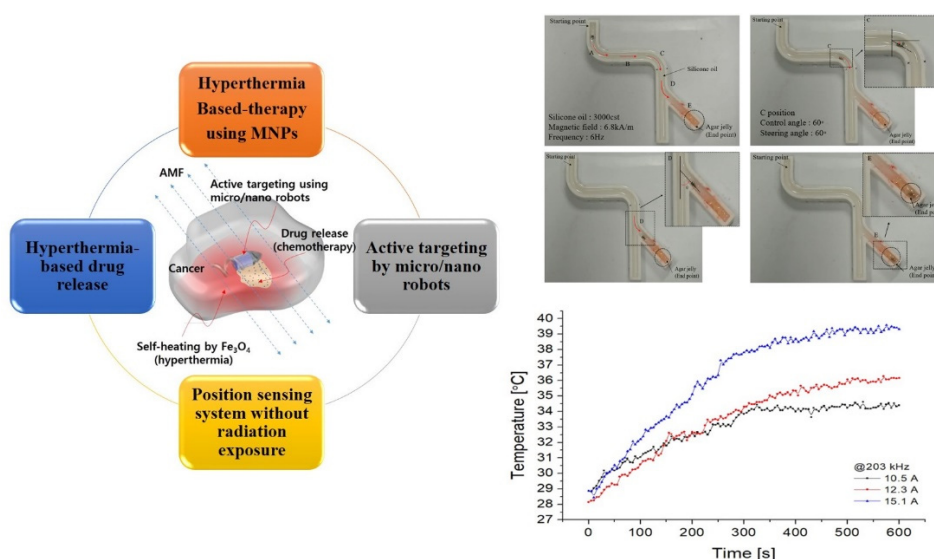 Hyperthermia
Based-therapy
using MNPs
AMF
Active targeting using
micro/nano robots
Drug release
(chemotherapy)
Cancer
Self-heating by Fe3O4
(hyperthermia)
Hyperthermia-
based drug
release
Active targeting
by micro/nano
robots
Position sensing
system without
radiation
exposure
Starting point
A
B
C
Silicone oil
D
E
Silicone oil : 3000cst
Magnetic field : 6.8kA/m
Frequency : 6Hz
Agar jelly
(End point)
Starting point
C
C
C position
Control angle : 60°
Steering angle : 60°
Agar jelly
(End point)
Starting point
D
D
Agar jelly
(End point)
Starting point
E
Agar jelly
(End point)
E
Agar jelly
(End point)
Temperature [°C]
39
38
36
34
33
31
30
28
27
0
100
200
300
400
500
600
Time [s]
@203 kHz
10.5 A
12.3 A
15.1 A